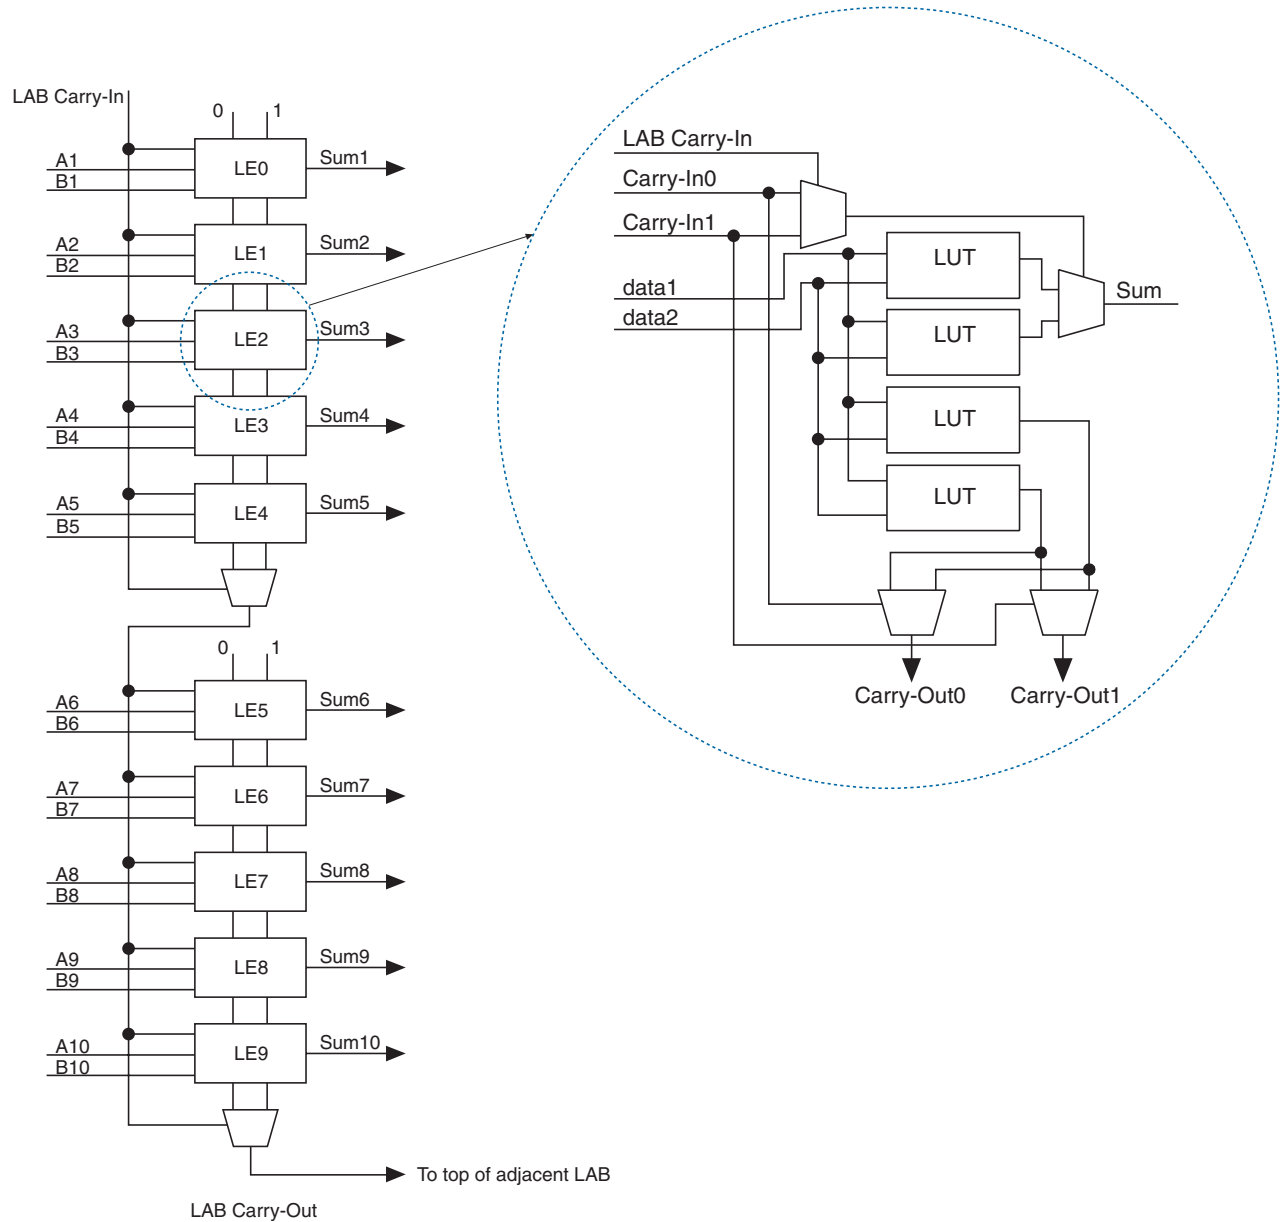 LAB Carry-In
0 1
A1
B1
LE0
Sum1
A2
B2
LE1
Sum2
A3
B3
LE2
Sum3
A4
B4
LE3
Sum4
A5
B5
LE4
Sum5
0 1
A6
B6
LE5
Sum6
A7
B7
LE6
Sum7
A8
B8
LE7
Sum8
A9
B9
LE8
Sum9
A10
B10
LE9
Sum10
To top of adjacent LAB
LAB Carry-Out
LAB Carry-In
Carry-In0
Carry-In1
data1
data2
LUT
LUT
LUT
LUT
Sum
Carry-Out0
Carry-Out1